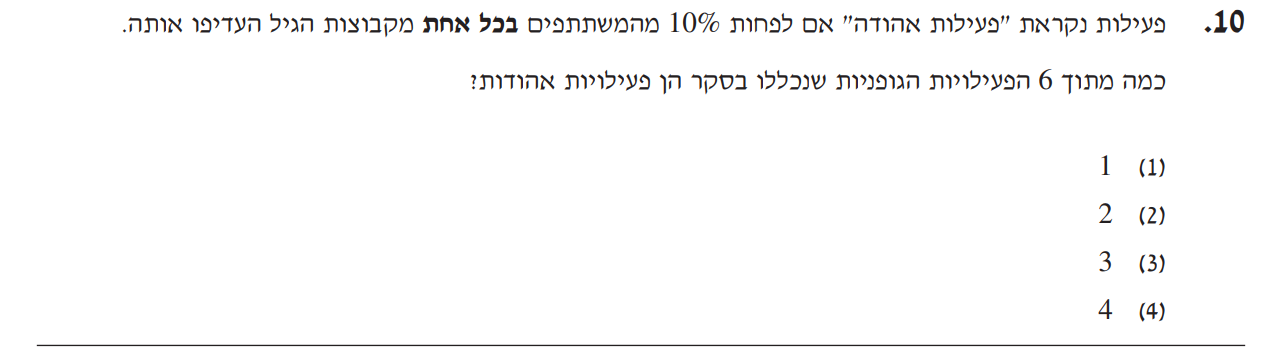 10. פעילות נקראת "פעילות אהודה" אם לפחות 10% מהמשתתפים בכל אחת מקבוצות הגיל העדיפו אותה.
כמה מתוך 6 הפעילויות הגופניות שנכללו בסקר הן פעילויות אהודות?
(1) 1
(2) 2
(3) 3
(4) 4